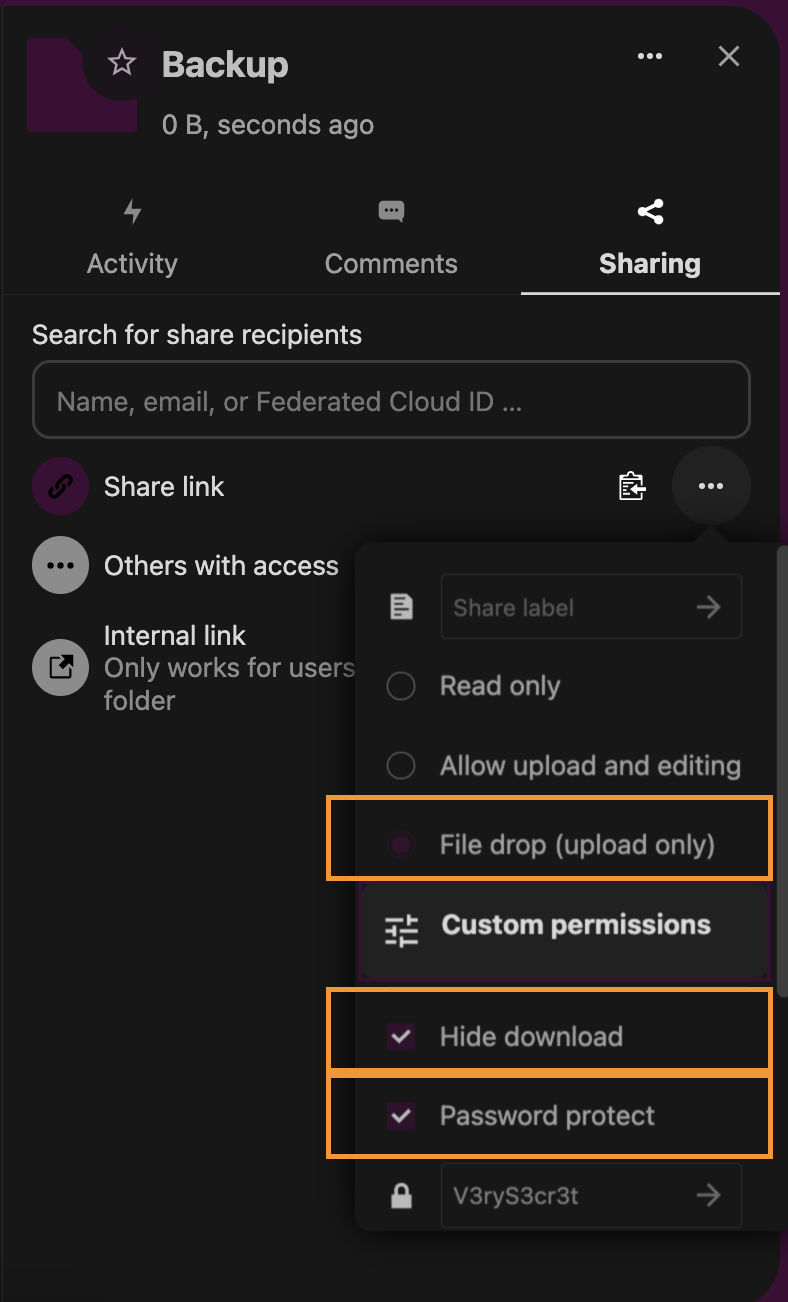 Backup
0 B, seconds ago
Activity
Comments
Sharing
Search for share recipients
Name, email, or Federated Cloud ID ...
Share link
Others with access
Internal link
Only works for users
folder
Share label
Read only
Allow upload and editing
File drop (upload only)
Custom permissions
Hide download
Password protect
V3ryS3cr3t